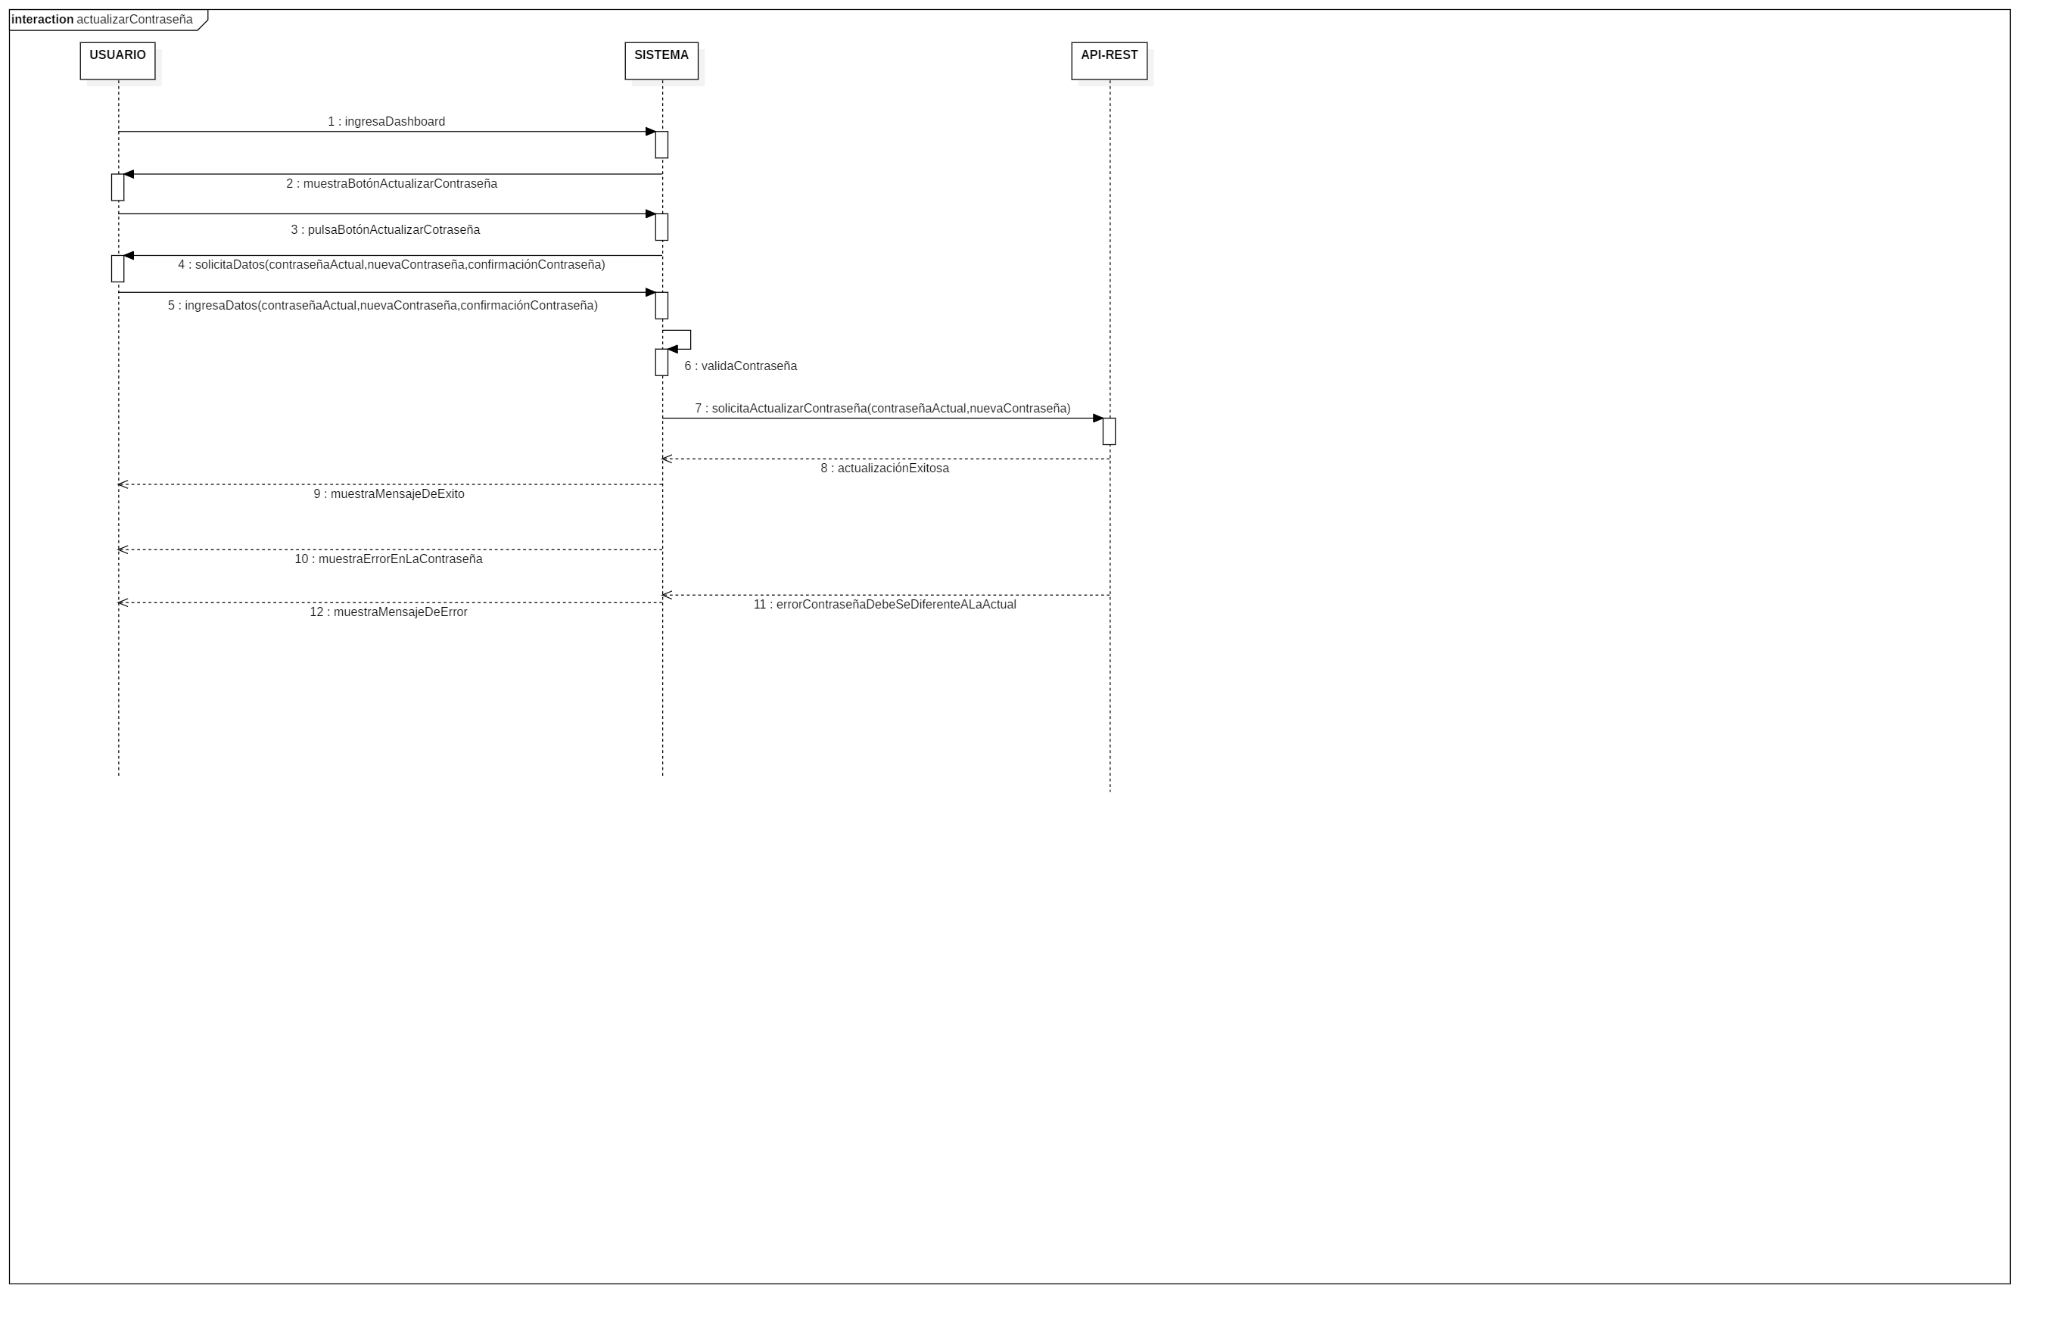 interaction actualizarContraseña
USUARIO
SISTEMA
API-REST
1 : ingresaDashboard
2 : muestraBotónActualizarContraseña
3 : pulsaBotónActualizarCotraseña
4 : solicitaDatos(contraseñaActual,nuevaContraseña,confirmaciónContraseña)
5 : ingresaDatos(contraseñaActual,nuevaContraseña,confirmaciónContraseña)
6 : validaContraseña
7 : solicitaActualizarContraseña(contraseñaActual,nuevaContraseña)
8 : actualizaciónExitosa
9 : muestraMensajeDeExito
10 : muestraErrorEnLaContraseña
11 : errorContraseñaDebeSeDiferenteALaActual
12 : muestraMensajeDeError